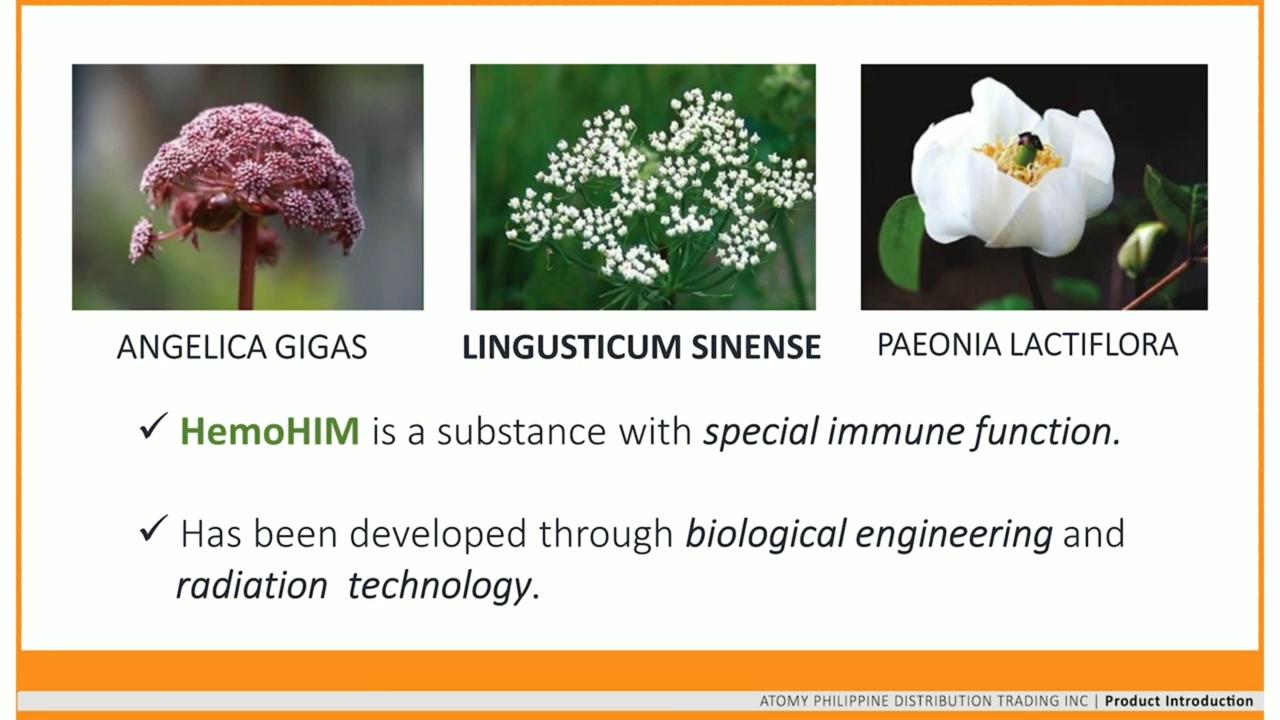 ANGELICA GIGAS
LINGUSTICUM SINENSE
PAEONIA LACTIFLORA
✓ HemoHIM is a substance with special immune function.
✓ Has been developed through biological engineering and
radiation technology.
ATOMY PHILIPPINE DISTRIBUTION TRADING INC | Product Introduction